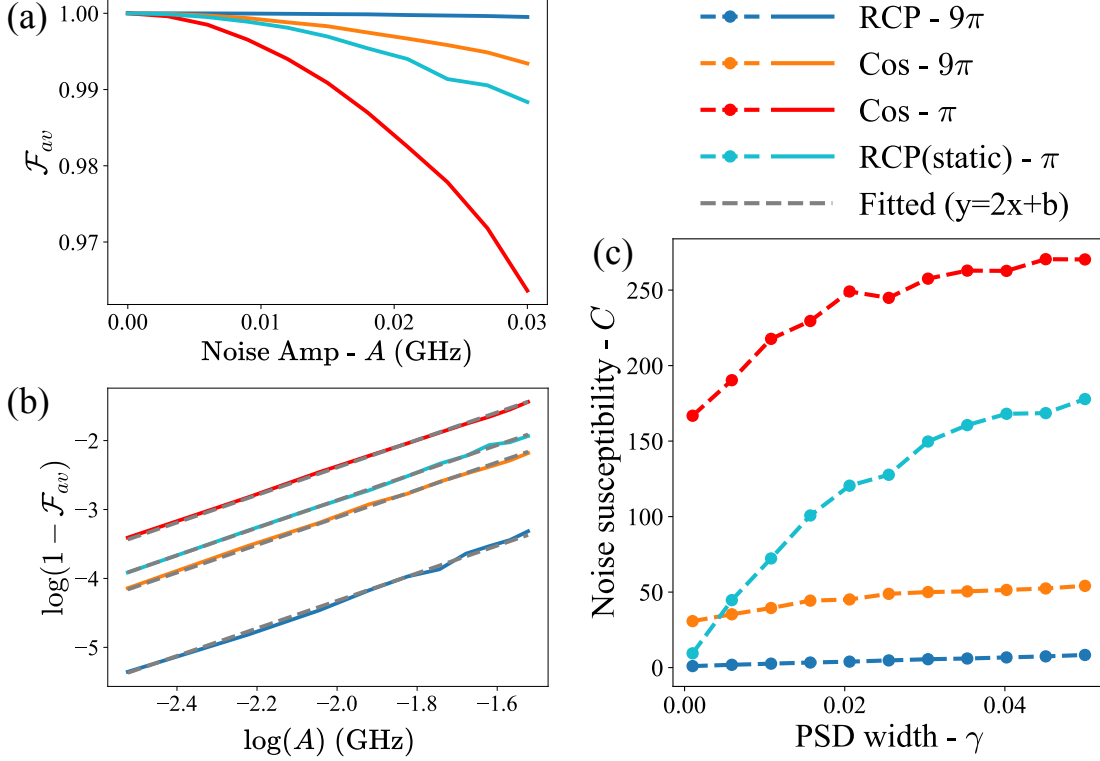 (a)
1.00
0.99
0.98
0.97
𝓕av
0.00 0.01 0.02 0.03
Noise Amp - A (GHz)
RCP - 9π
Cos - 9π
Cos - π
RCP(static) - π
Fitted (y=2x+b)
(b)
−2
−3
−4
−5
log(1 − 𝓕av)
−2.4 −2.2 −2.0 −1.8 −1.6
log(A) (GHz)
(c)
250
200
150
100
50
0
Noise susceptibility - C
0.00 0.02 0.04
PSD width - γ